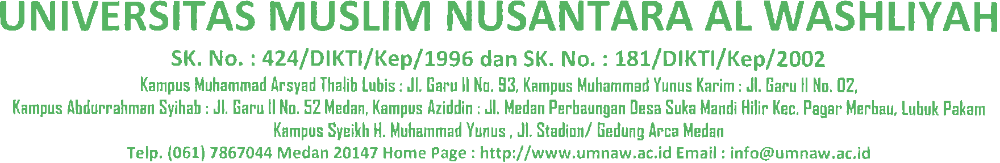 UNIVERSITAS MUSLIM NUSANTARA AL WASHLIYAH
SK. No. : 424/DIKTI/Kep/1996 dan SK. No. : 181/DIKTI/Kep/2002
Kampus Muhammad Arsyad Thalib Lubis : Jl. Garu II No. 93, Kampus Muhammad Yunus Karim : Jl. Garu II No. 02,
Kampus Abdurrahman Syihab : Jl. Garu II No. 52 Medan, Kampus Aziddin : Jl. Medan Perbaungan Desa Suka Mandi Hilir Kec. Pagar Merbau, Lubuk Pakam
Kampus Syeikh H. Muhammad Yunus , Jl. Stadion/ Gedung Arca Medan
Telp. (061) 7867044 Medan 20147 Home Page : http://www.umnaw.ac.id Email : info@umnaw.ac.id